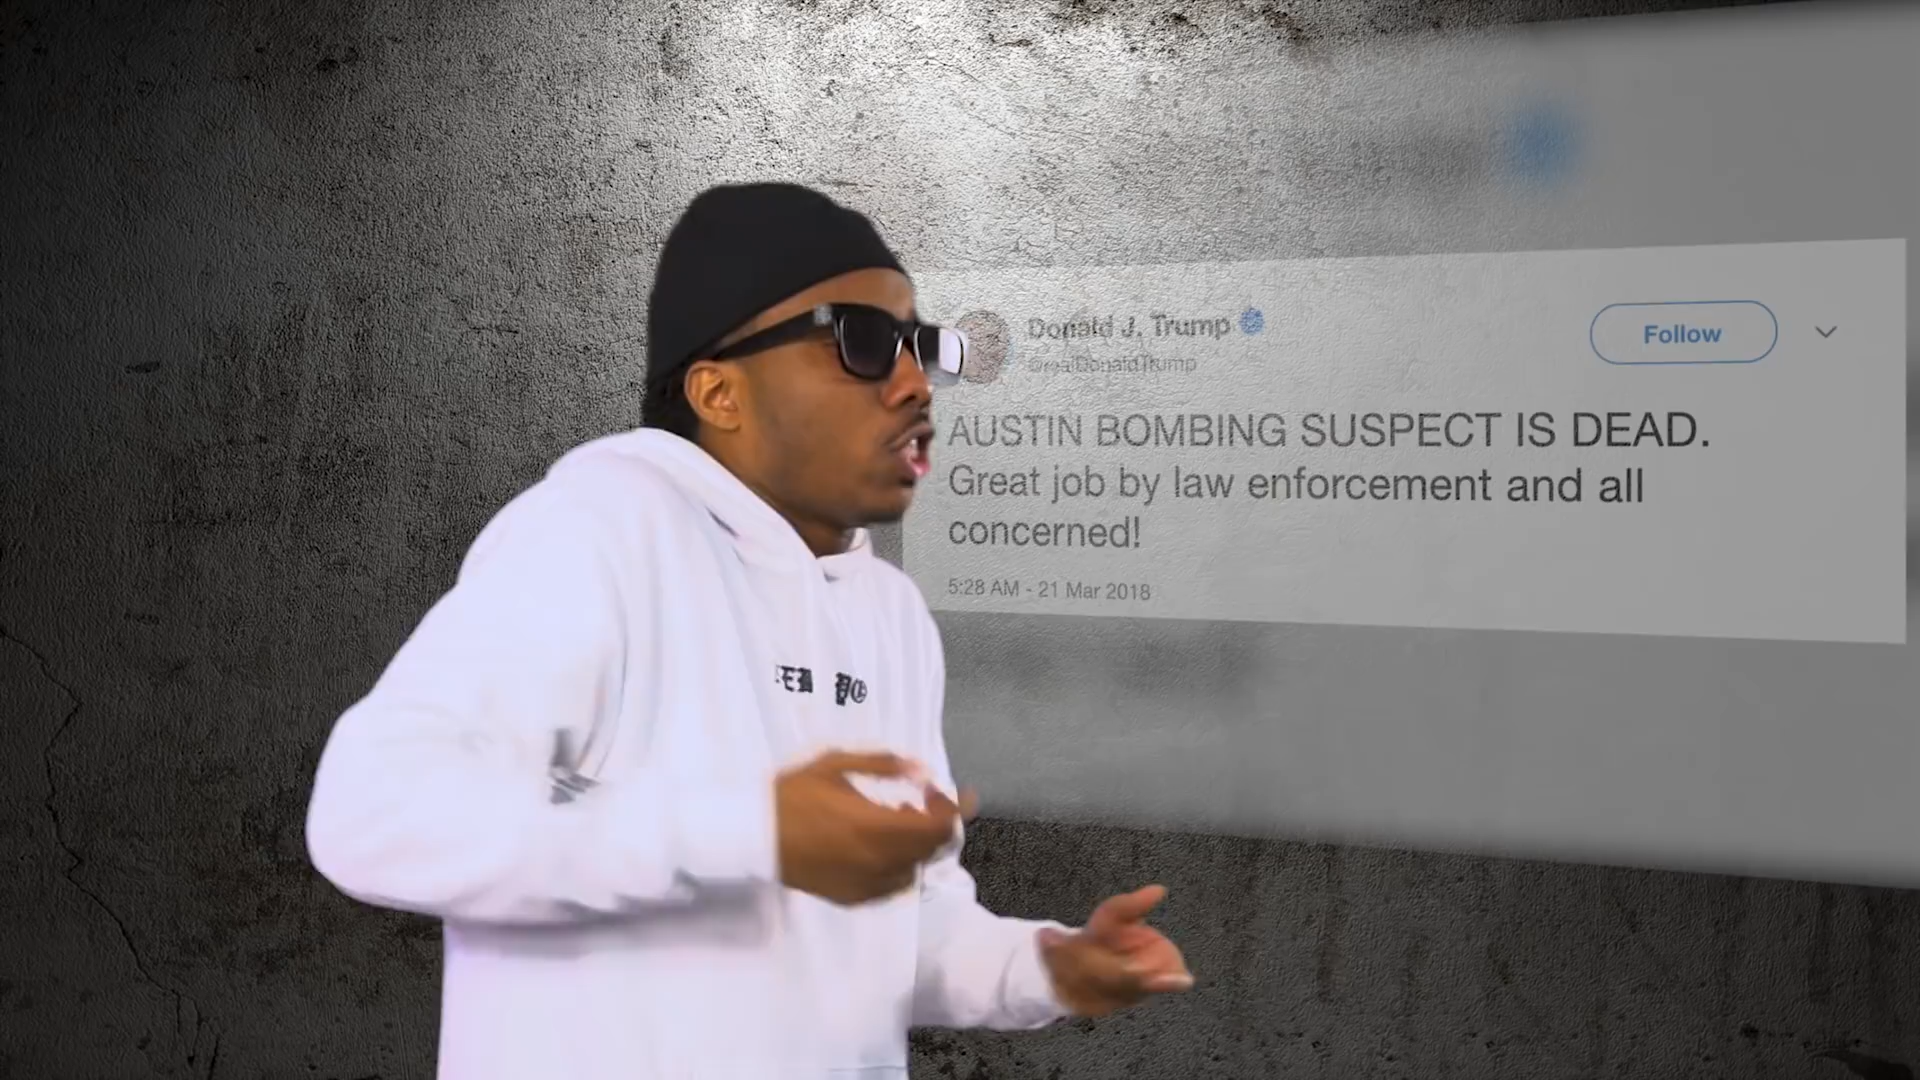 Donald J. Trump
@realDonaldTrump
Follow
AUSTIN BOMBING SUSPECT IS DEAD.
Great job by law enforcement and all
concerned!
5:28 AM - 21 Mar 2018